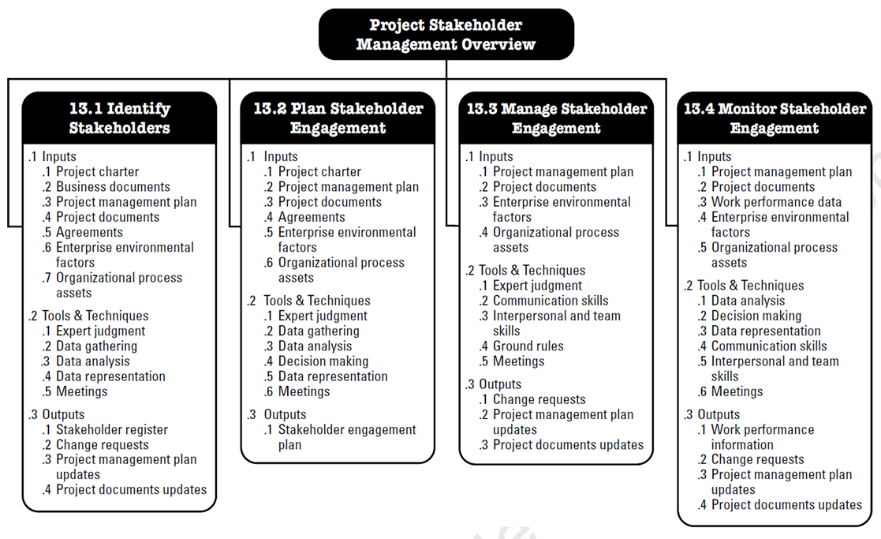 Project Stakeholder
Management Overview
13.1 Identify
Stakeholders
.1 Inputs
.1 Project charter
.2 Business documents
.3 Project management plan
.4 Project documents
.5 Agreements
.6 Enterprise environmental
factors
.7 Organizational process
assets
.2 Tools & Techniques
.1 Expert judgment
.2 Data gathering
.3 Data analysis
.4 Data representation
.5 Meetings
.3 Outputs
.1 Stakeholder register
.2 Change requests
.3 Project management plan
updates
.4 Project documents updates
13.2 Plan Stakeholder
Engagement
.1 Inputs
.1 Project charter
.2 Project management plan
.3 Project documents
.4 Agreements
.5 Enterprise environmental
factors
.6 Organizational process
assets
.2 Tools & Techniques
.1 Expert judgment
.2 Data gathering
.3 Data analysis
.4 Decision making
.5 Data representation
.6 Meetings
.3 Outputs
.1 Stakeholder engagement
plan
13.3 Manage Stakeholder
Engagement
.1 Inputs
.1 Project management plan
.2 Project documents
.3 Enterprise environmental
factors
.4 Organizational process
assets
.2 Tools & Techniques
.1 Expert judgment
.2 Communication skills
.3 Interpersonal and team
skills
.4 Ground rules
.5 Meetings
.3 Outputs
.1 Change requests
.2 Project management plan
updates
.3 Project documents updates
13.4 Monitor Stakeholder
Engagement
.1 Inputs
.1 Project management plan
.2 Project documents
.3 Work performance data
.4 Enterprise environmental
factors
.5 Organizational process
assets
.2 Tools & Techniques
.1 Data analysis
.2 Decision making
.3 Data representation
.4 Communication skills
.5 Interpersonal and team
skills
.6 Meetings
.3 Outputs
.1 Work performance
information
.2 Change requests
.3 Project management plan
updates
.4 Project documents updates